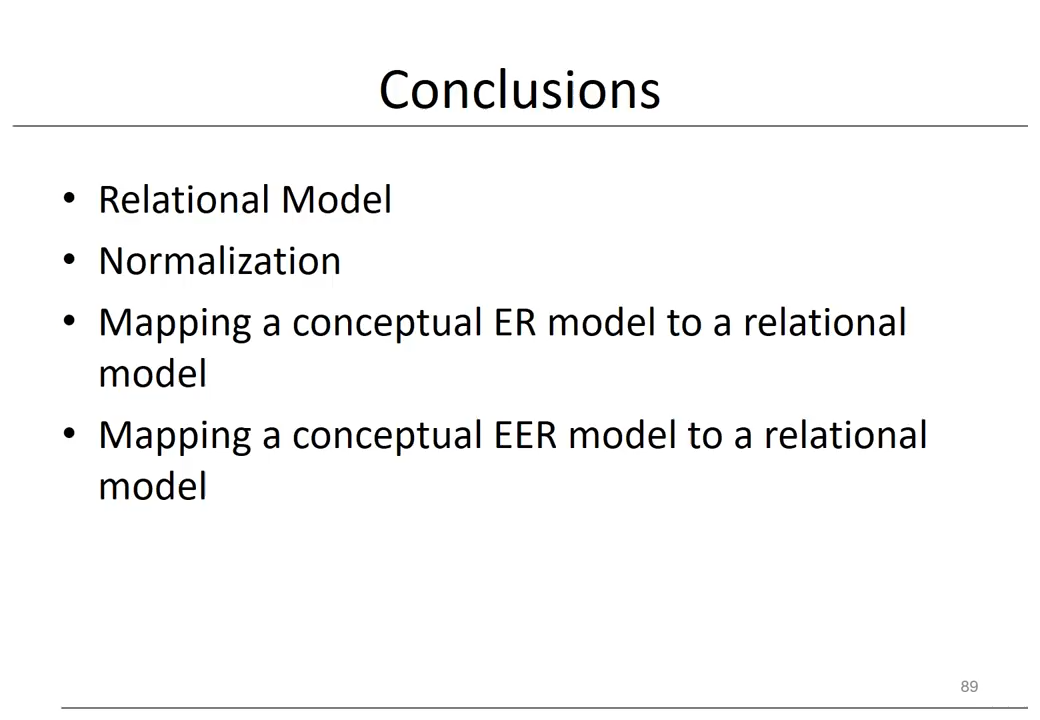 Conclusions
• Relational Model
• Normalization
• Mapping a conceptual ER model to a relational
model
• Mapping a conceptual EER model to a relational
model
89